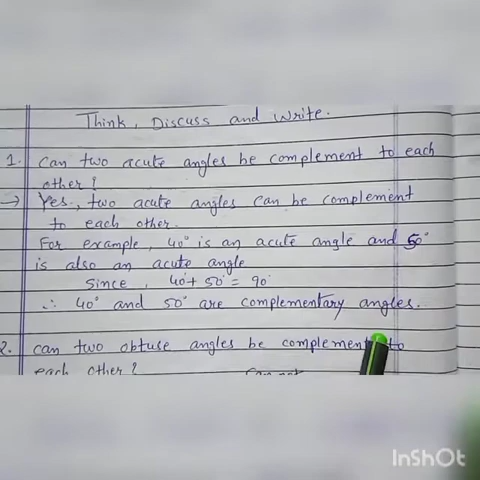 Think, Discuss and Write.
1. Can two acute angles be complement to each
other?
→ Yes, two acute angles can be complement
to each other.
For example, 40° is an acute angle and 50°
is also an acute angle
Since, 40°+ 50° = 90°
∴ 40° and 50° are complementary angles.
2. Can two obtuse angles be complement to
each other?
InShOt